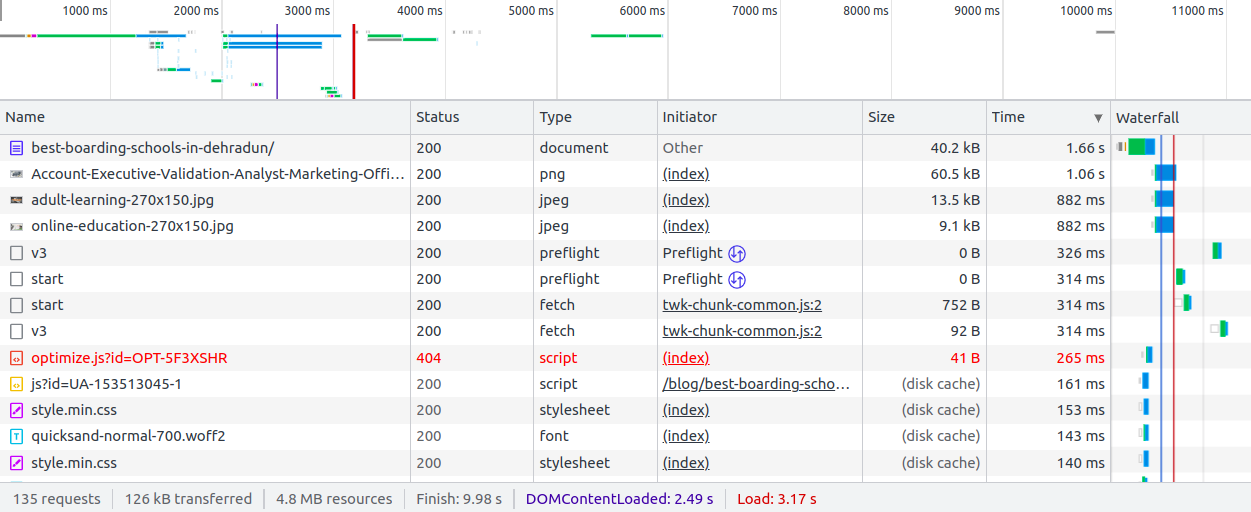 1000 ms 2000 ms 3000 ms 4000 ms 5000 ms 6000 ms 7000 ms 8000 ms 9000 ms 10000 ms 11000 ms
Name Status Type Initiator Size Time ▼ Waterfall
best-boarding-schools-in-dehradun/ 200 document Other 40.2 kB 1.66 s
Account-Executive-Validation-Analyst-Marketing-Offi… 200 png (index) 60.5 kB 1.06 s
adult-learning-270x150.jpg 200 jpeg (index) 13.5 kB 882 ms
online-education-270x150.jpg 200 jpeg (index) 9.1 kB 882 ms
v3 200 preflight Preflight 0 B 326 ms
start 200 preflight Preflight 0 B 314 ms
start 200 fetch twk-chunk-common.js:2 752 B 314 ms
v3 200 fetch twk-chunk-common.js:2 92 B 314 ms
optimize.js?id=OPT-5F3XSHR 404 script (index) 41 B 265 ms
js?id=UA-153513045-1 200 script /blog/best-boarding-scho… (disk cache) 161 ms
style.min.css 200 stylesheet (index) (disk cache) 153 ms
quicksand-normal-700.woff2 200 font (index) (disk cache) 143 ms
style.min.css 200 stylesheet (index) (disk cache) 140 ms
135 requests 126 kB transferred 4.8 MB resources Finish: 9.98 s DOMContentLoaded: 2.49 s Load: 3.17 s